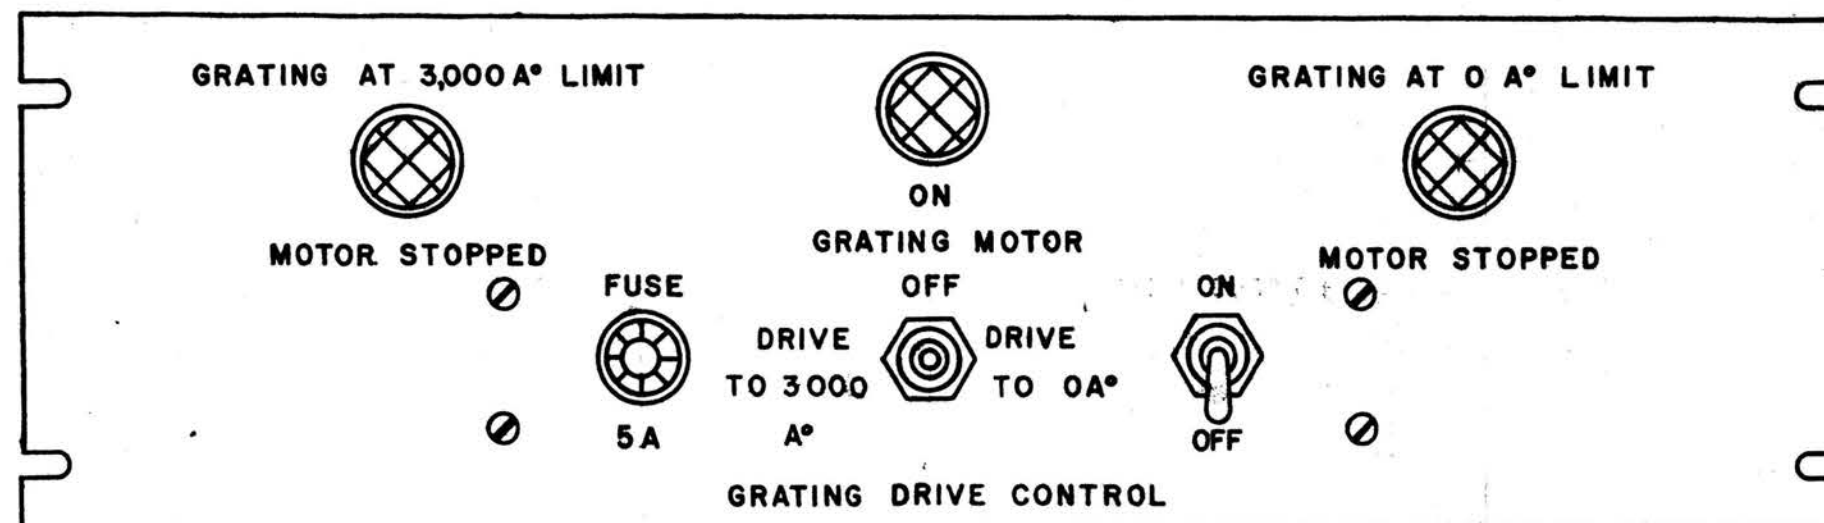 GRATING AT 3,000 A° LIMIT
MOTOR STOPPED
ON
GRATING MOTOR
OFF
GRATING AT 0 A° LIMIT
MOTOR STOPPED
FUSE
5A
DRIVE
TO 3000
A°
DRIVE
TO 0A°
ON
OFF
GRATING DRIVE CONTROL